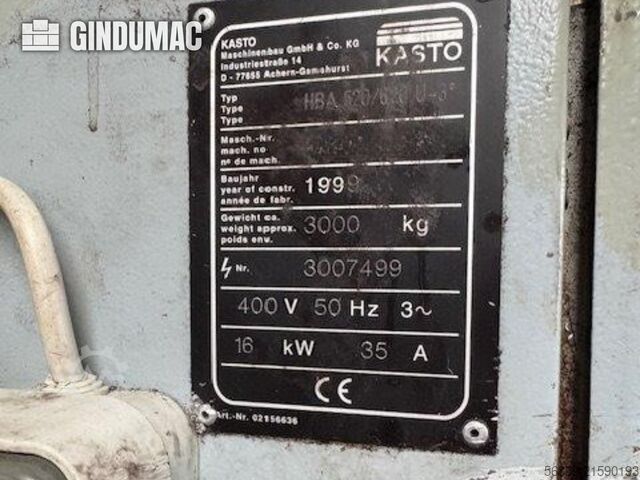 GINDUMAC
KASTO
Maschinenbau GmbH & Co. KG
Industriestraße 14
D - 77855 Achern-Gamshurst
KASTO
Typ
Type HBA
Type
Masch.-Nr.
mach. no
n° de mach.
Baujahr
year of constr. 1999
année de fabr.
Gewicht ca.
weight approx. 3000 kg
poids env.
Nr. 3007499
400 V 50 Hz 3~
16 kW 35 A
CE
Art.-Nr. 02156636